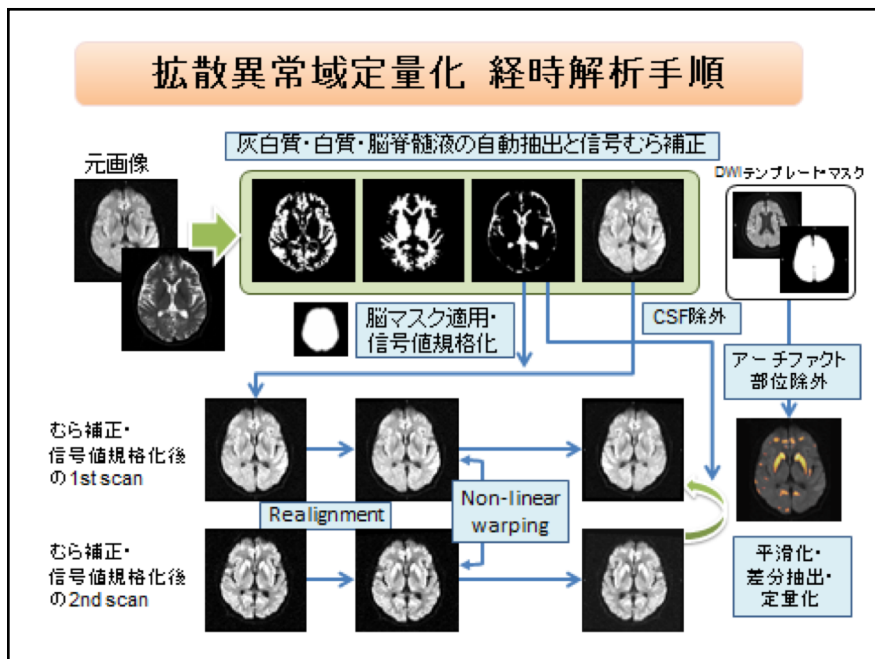 拡散異常域定量化 経時解析手順
灰白質・白質・脳脊髄液の自動抽出と信号むら補正
元画像
DWIテンプレート・マスク
脳マスク適用・
信号値規格化
CSF除外
アーチファクト
部位除外
むら補正・
信号値規格化後
の1st scan
Realignment
Non-linear
warping
むら補正・
信号値規格化後
の2nd scan
平滑化・
差分抽出・
定量化